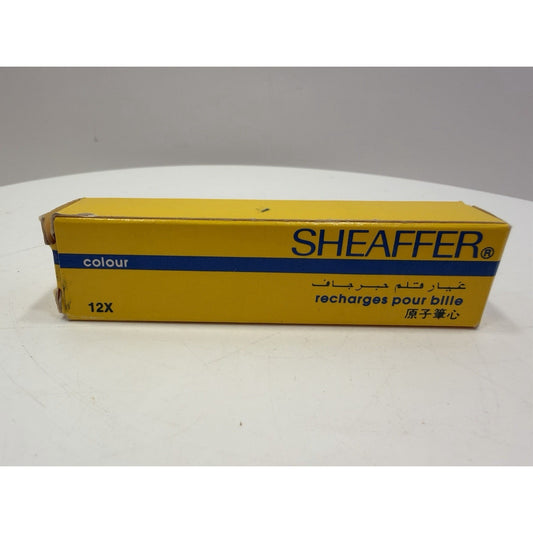 SHEAFFER®
colour
غيار قلم حبر جاف
recharges pour bille
12X
原子筆心